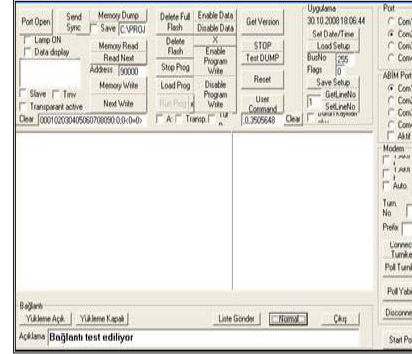 Port Open
Send Sync
Memory Dump
Save C:\PROJ
Delete Full Flash
Enable Data
Disable Data
Get Version
Uygulama
30.10.2008 18:06:44
Port
Lamp ON
Data display
Memory Read
Read Next
Address 90000
Delete X
Enable Program Write
Stop Prog
STOP
Test DUMP
Set Date/Time
Load Setup
BusNo 255
Flags 0
Save Setup
ABIM Port
Slave
Memory Write
Load Prog
Disable Program Write
Reset
GetLineNo
1
SetLineNo
Transparant active
Next Write
User Command
Clear 000102030405060708090:0;0<0=0>
A:
Transp.
0.3505648
Clear
Modem
Auto.
Turn. No
Prefix
Poll Turni
Poll Yabi
Disconne
Start Po
Bağlantı
Yükleme Açık
Yükleme Kapalı
Liste Gönder
Normal
Çıkış
Açıklama Bağlantı test ediliyor